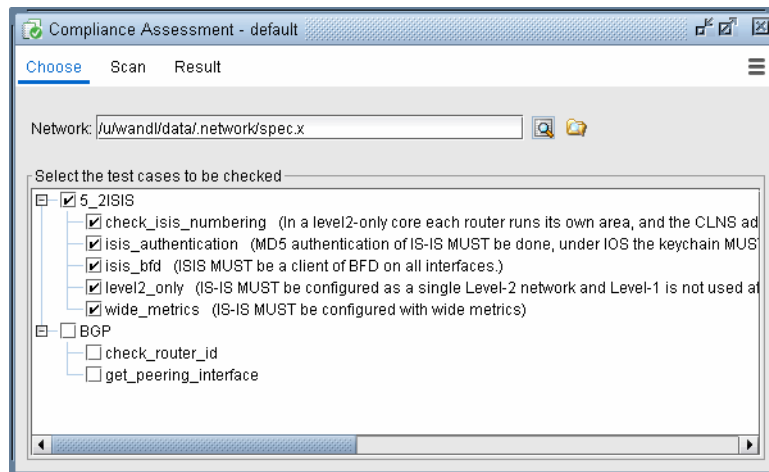 Compliance Assessment - default
Choose Scan Result
Network: /u/wandl/data/.network/spec.x
Select the test cases to be checked
5_2ISIS
check_isis_numbering (In a level2-only core each router runs its own area, and the CLNS ad
isis_authentication (MD5 authentication of IS-IS MUST be done, under IOS the keychain MUS
isis_bfd (ISIS MUST be a client of BFD on all interfaces.)
level2_only (IS-IS MUST be configured as a single Level-2 network and Level-1 is not used at
wide_metrics (IS-IS MUST be configured with wide metrics)
BGP
check_router_id
get_peering_interface